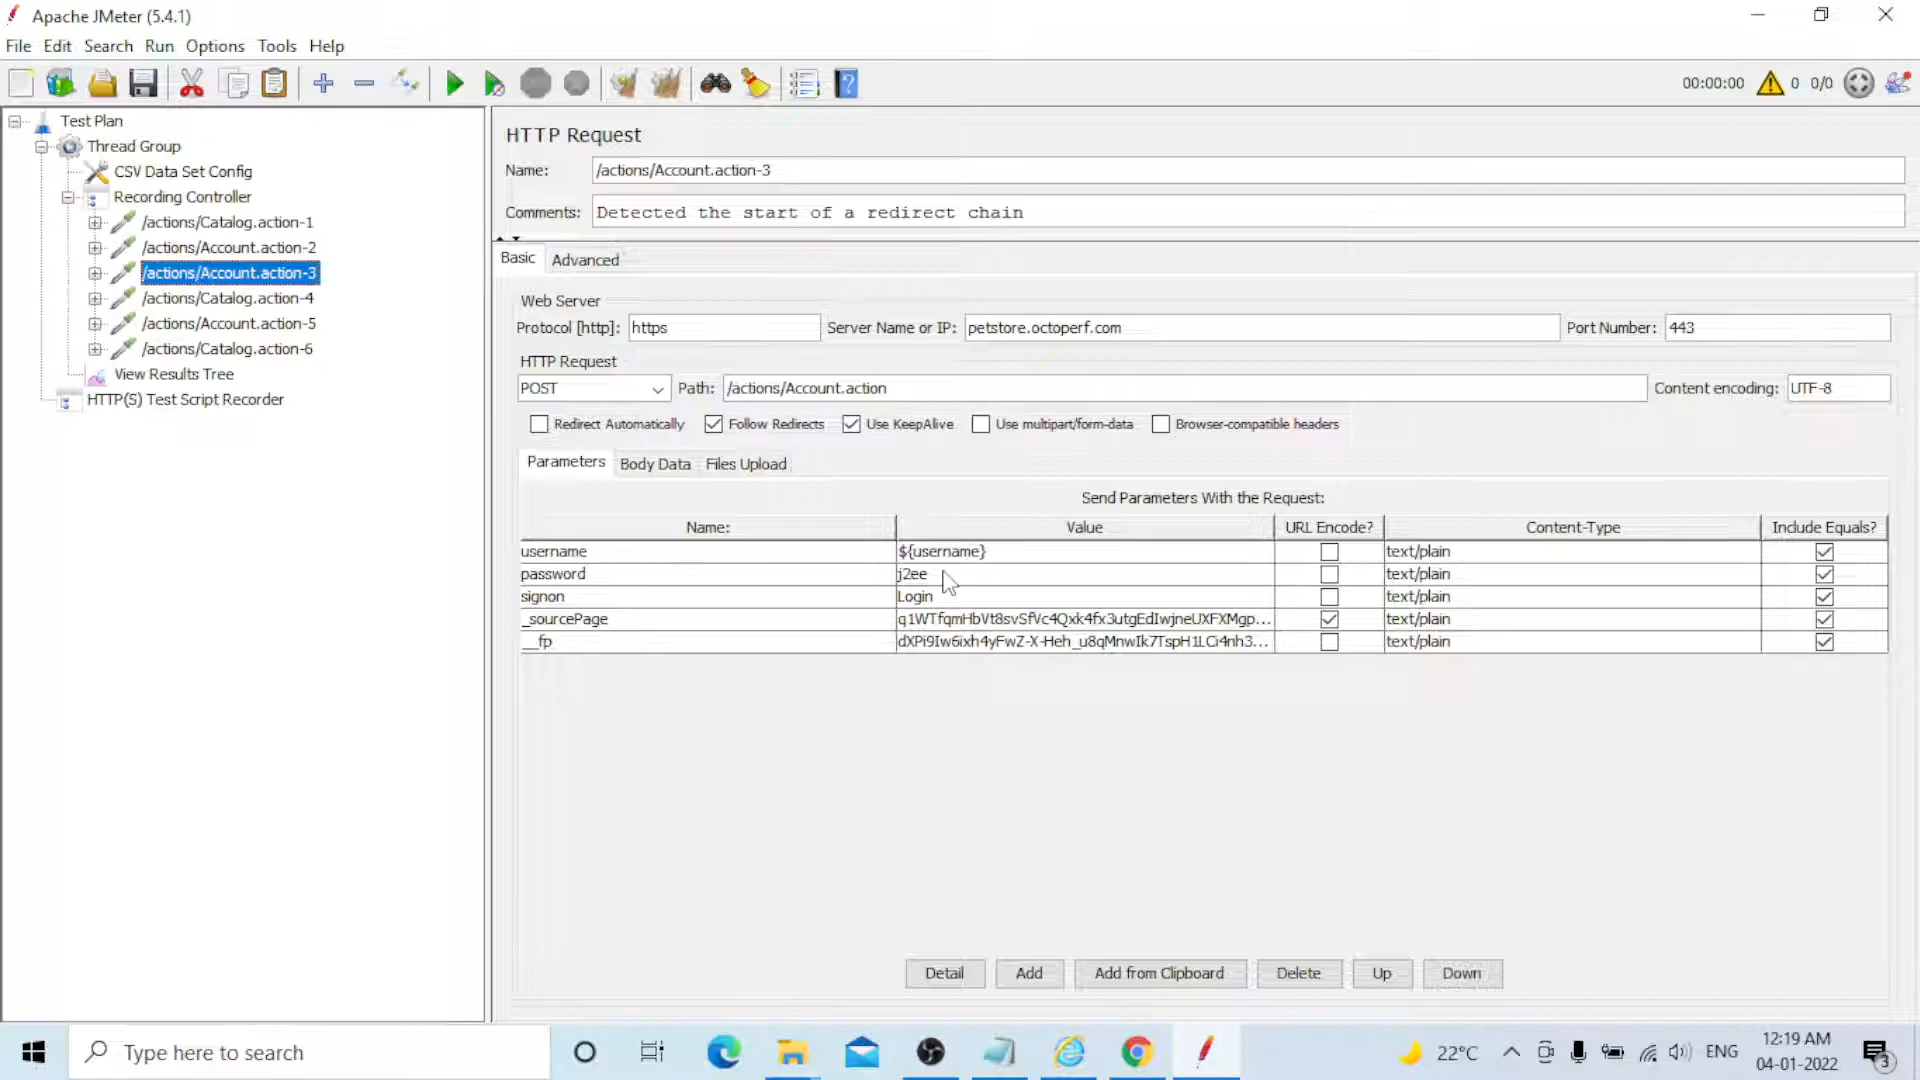 Apache JMeter (5.4.1)
File Edit Search Run Options Tools Help
00:00:00 0 0/0
Test Plan
Thread Group
CSV Data Set Config
Recording Controller
/actions/Catalog.action-1
/actions/Account.action-2
/actions/Account.action-3
/actions/Catalog.action-4
/actions/Account.action-5
/actions/Catalog.action-6
View Results Tree
HTTP(S) Test Script Recorder
HTTP Request
Name: /actions/Account.action-3
Comments: Detected the start of a redirect chain
Basic Advanced
Web Server
Protocol [http]: https Server Name or IP: petstore.octoperf.com Port Number: 443
HTTP Request
POST Path: /actions/Account.action Content encoding: UTF-8
Redirect Automatically Follow Redirects Use KeepAlive Use multipart/form-data Browser-compatible headers
Parameters Body Data Files Upload
Send Parameters With the Request:
Name: Value URL Encode? Content-Type Include Equals?
username ${username} text/plain
password j2ee text/plain
signon Login text/plain
_sourcePage q1WTfqmHbVt8svSfVc4Qxk4fx3utgEdIwjneUXFXMgp... text/plain
__fp dXPi9Iw6ixh4yFwZ-X-Heh_u8qMnwIk7TspH1LCi4nh3... text/plain
Detail Add Add from Clipboard Delete Up Down
Type here to search
22°C ENG 12:19 AM
04-01-2022
3